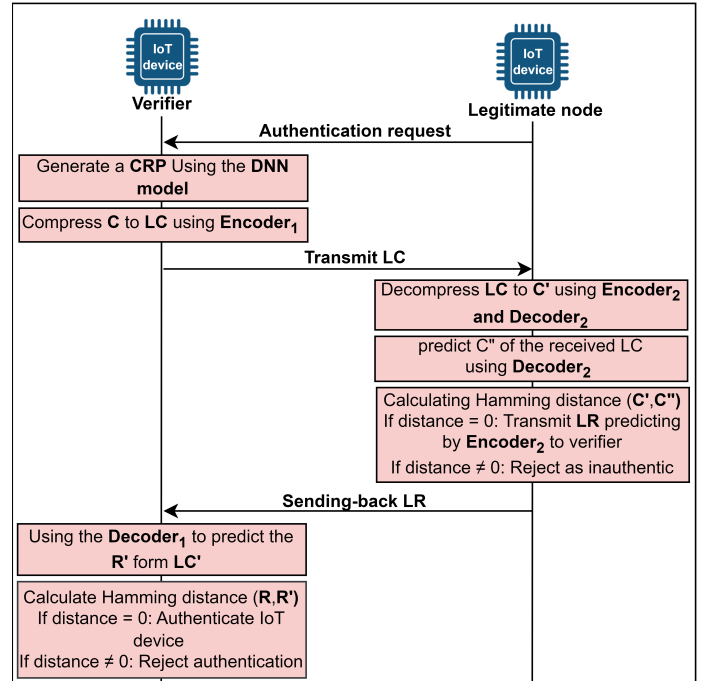 IoT
device
IoT
device
Verifier
Legitimate node
Authentication request
Generate a CRP Using the DNN
model
Compress C to LC using Encoder1
Transmit LC
Decompress LC to C' using Encoder2
and Decoder2
predict C" of the received LC
using Decoder2
Calculating Hamming distance (C',C")
If distance = 0: Transmit LR predicting
by Encoder2 to verifier
If distance ≠ 0: Reject as inauthentic
Sending-back LR
Using the Decoder1 to predict the
R' form LC'
Calculate Hamming distance (R,R')
If distance = 0: Authenticate IoT
device
If distance ≠ 0: Reject authentication